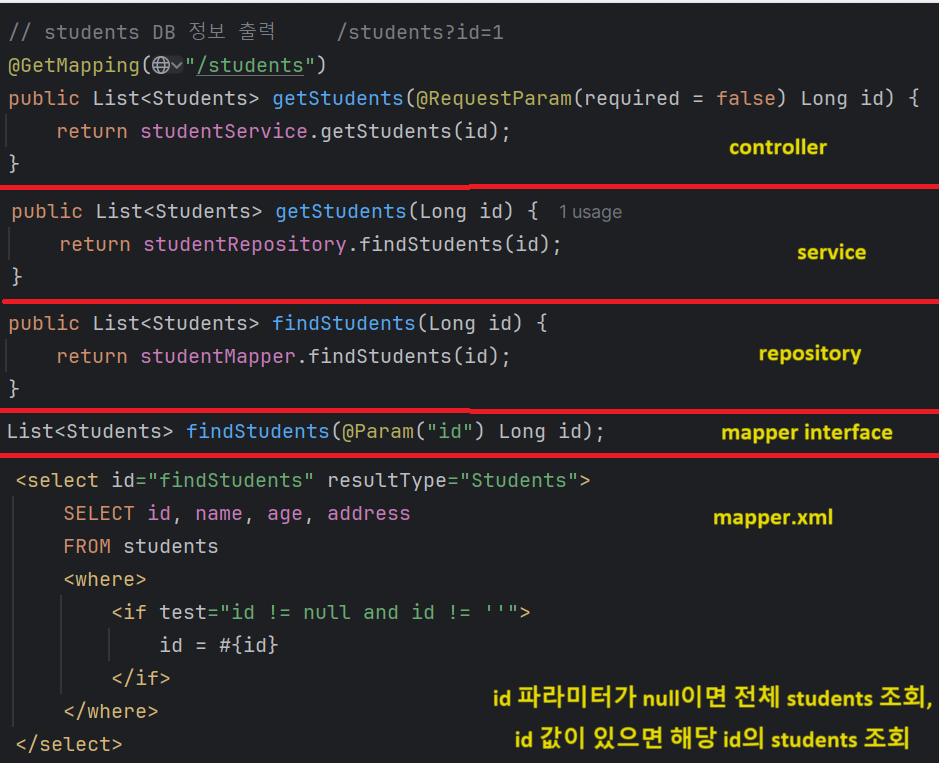 // students DB 정보 출력     /students?id=1
@GetMapping("/students")
public List<Students> getStudents(@RequestParam(required = false) Long id) {
    return studentService.getStudents(id);
controller
}
public List<Students> getStudents(Long id) {  1 usage
    return studentRepository.findStudents(id);
service
}
public List<Students> findStudents(Long id) {
    return studentMapper.findStudents(id);
repository
}
List<Students> findStudents(@Param("id") Long id);
mapper interface
<select id="findStudents" resultType="Students">
    SELECT id, name, age, address
mapper.xml
    FROM students
    <where>
        <if test="id != null and id != ''">
            id = #{id}
        </if>
    </where>
</select>
id 파라미터가 null이면 전체 students 조회,
id 값이 있으면 해당 id의 students 조회